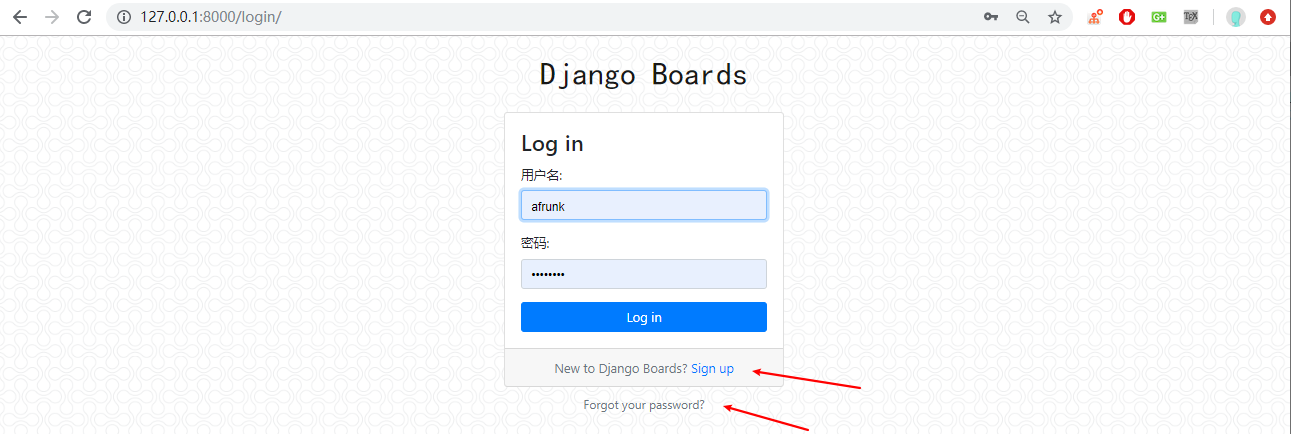 127.0.0.1:8000/login/
Django Boards
Log in
用户名:
afrunk
密码:
••••••••
Log in
New to Django Boards? Sign up
Forgot your password?